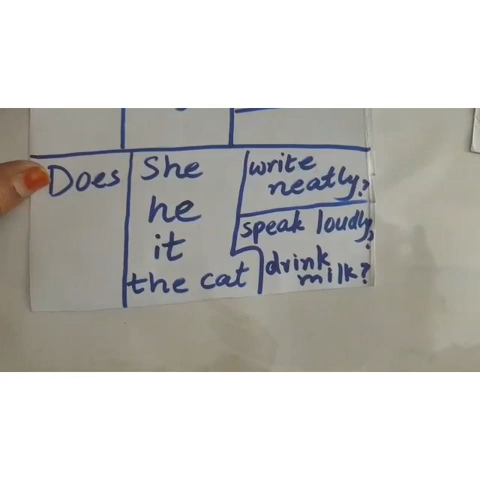 Does
She
he
it
the cat
write
neatly?
speak loudly?
drink
milk?